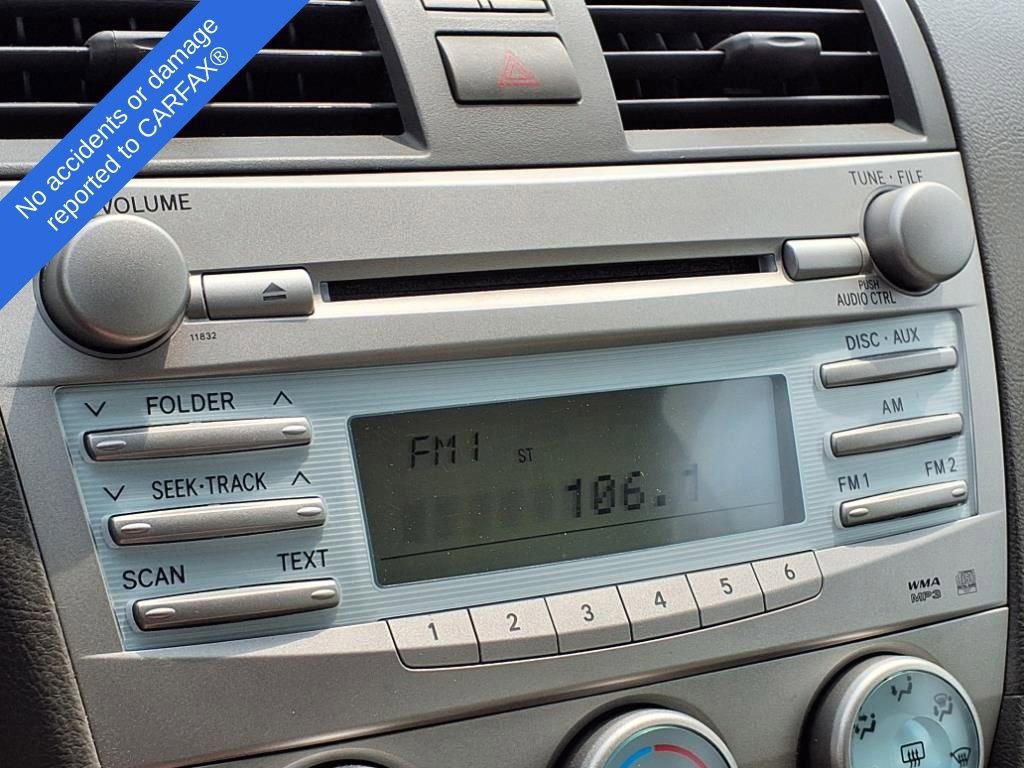 No accidents or damage
reported to CARFAX®
VOLUME
TUNE · FILE
PUSH
AUDIO CTRL
11832
DISC · AUX
FOLDER
AM
FM1
ST
SEEK·TRACK
106.7
FM1
FM2
SCAN
TEXT
1
2
3
4
5
6
WMA
MP3